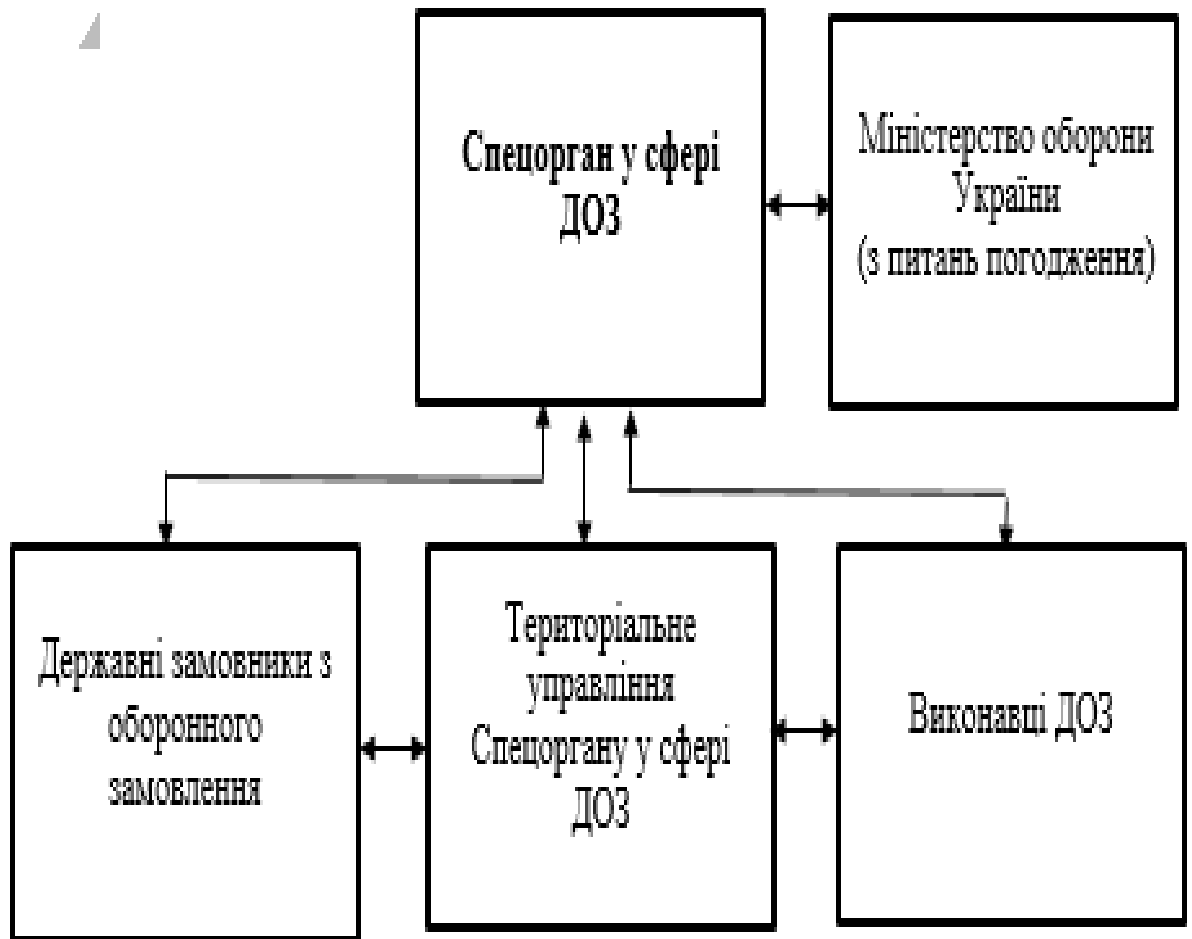 Спецорган у сфері
ДОЗ
Міністерство оборони
України
(з питань погодження)
Державні замовники з
оборонного
замовлення
Територіальне
управління
Спецоргану у сфері
ДОЗ
Виконавці ДОЗ